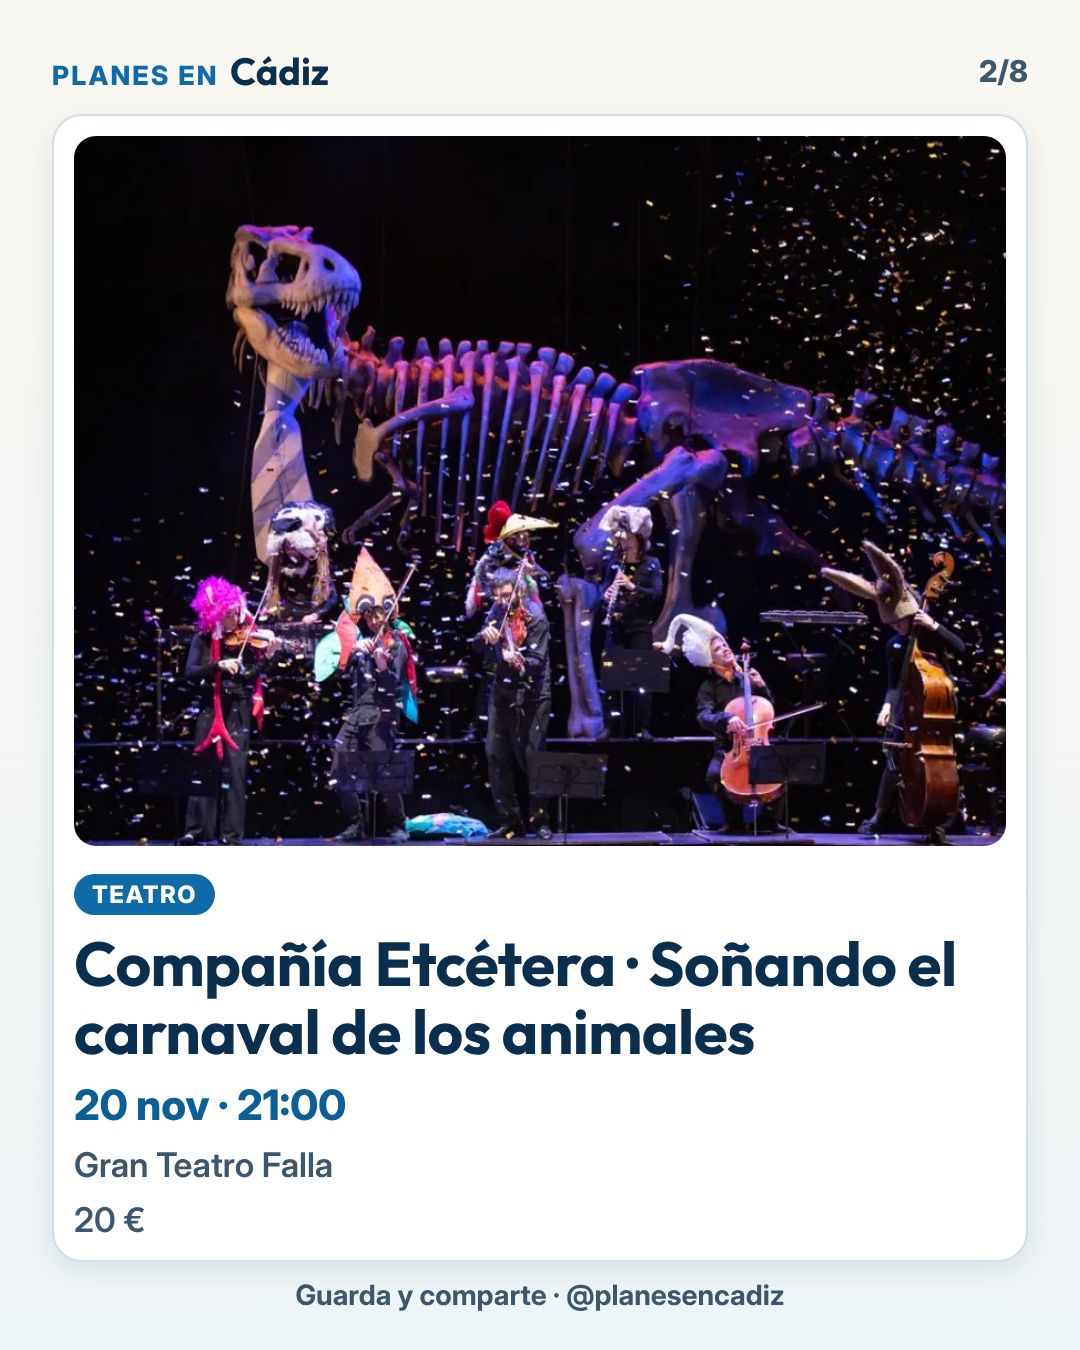 PLANES EN Cádiz
2/8
TEATRO
Compañía Etcétera · Soñando el
carnaval de los animales
20 nov · 21:00
Gran Teatro Falla
20 €
Guarda y comparte · @planesencadiz